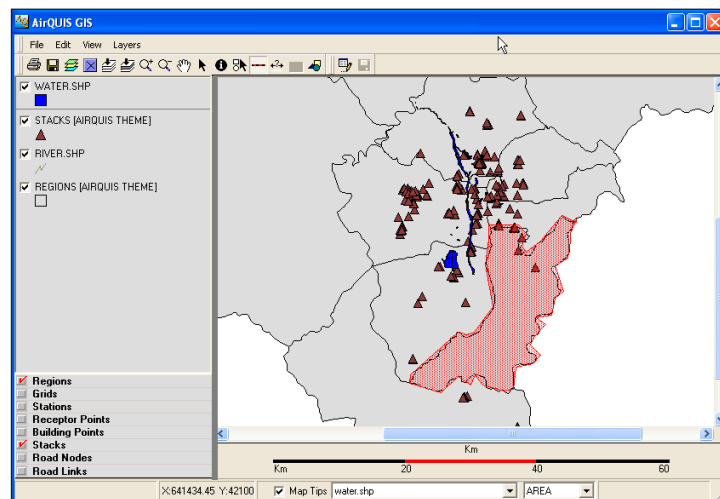 AirQUIS GIS
File Edit View Layers
WATER.SHP
STACKS [AIRQUIS THEME]
RIVER.SHP
REGIONS [AIRQUIS THEME]
Regions
Grids
Stations
Receptor Points
Building Points
Stacks
Road Nodes
Road Links
Km
Km 20 40 60
X:641434.45 Y:42100 Map Tips water.shp AREA